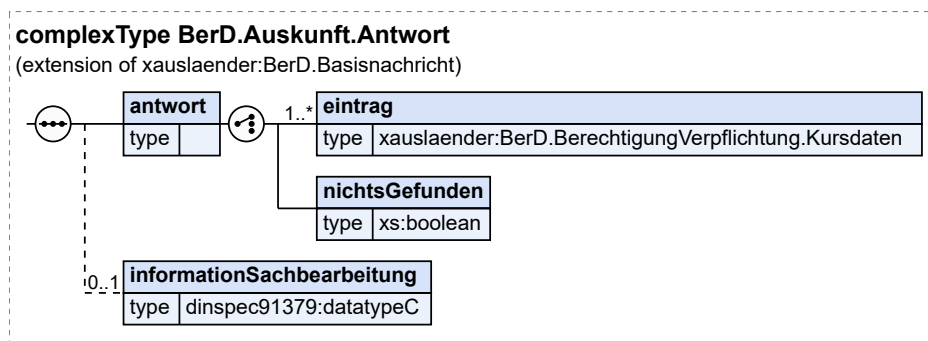 complexType BerD.Auskunft.Antwort
(extension of xauslaender:BerD.Basisnachricht)
antwort
type
1..*
eintrag
type xauslaender:BerD.BerechtigungVerpflichtung.Kursdaten
nichtsGefunden
type xs:boolean
0..1
informationSachbearbeitung
type dinspec91379:datatypeC